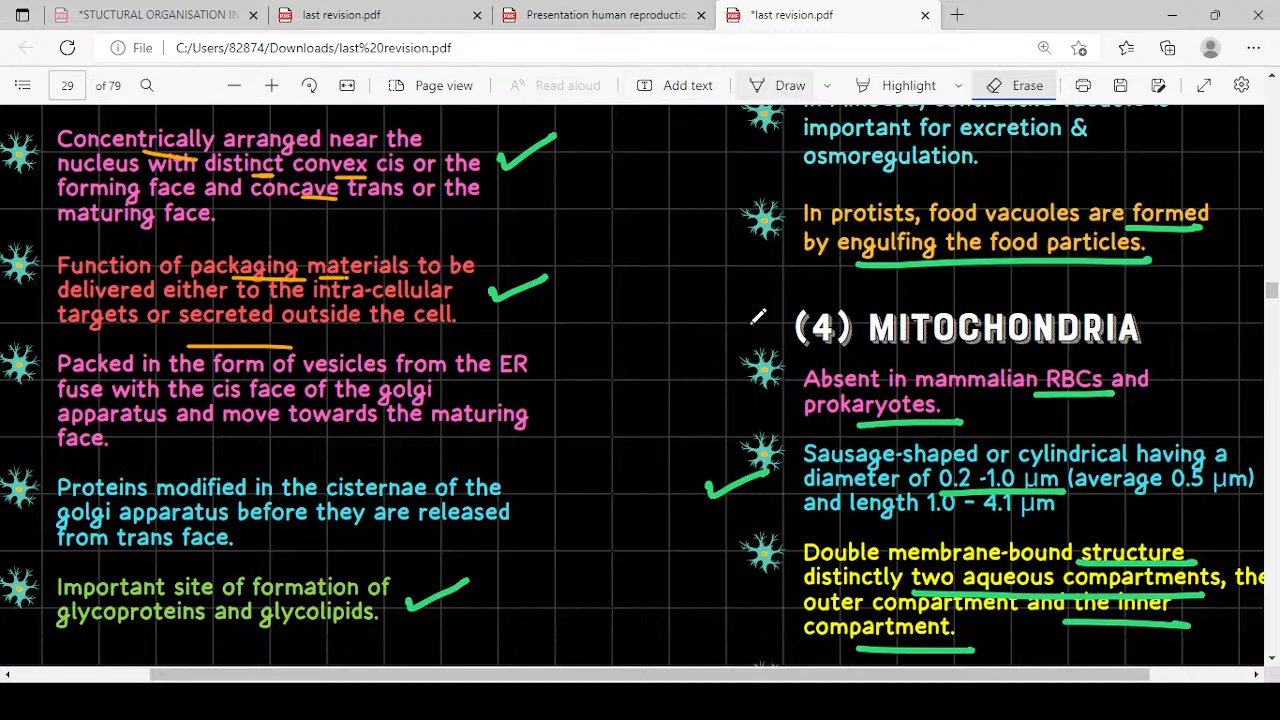 *STUCTURAL ORGANISATION IN
last revision.pdf
Presentation human reproductio
*last revision.pdf
File
C:/Users/82874/Downloads/last%20revision.pdf
29
of 79
Page view
Read aloud
Add text
Draw
Highlight
Erase
Concentrically arranged near the
nucleus with distinct convex cis or the
forming face and concave trans or the
maturing face.
Function of packaging materials to be
delivered either to the intra-cellular
targets or secreted outside the cell.
Packed in the form of vesicles from the ER
fuse with the cis face of the golgi
apparatus and move towards the maturing
face.
Proteins modified in the cisternae of the
golgi apparatus before they are released
from trans face.
Important site of formation of
glycoproteins and glycolipids.
important for excretion &
osmoregulation.
In protists, food vacuoles are formed
by engulfing the food particles.
(4) MITOCHONDRIA
Absent in mammalian RBCs and
prokaryotes.
Sausage-shaped or cylindrical having a
diameter of 0.2 -1.0 µm (average 0.5 µm)
and length 1.0 – 4.1 µm
Double membrane-bound structure
distinctly two aqueous compartments, the
outer compartment and the inner
compartment.